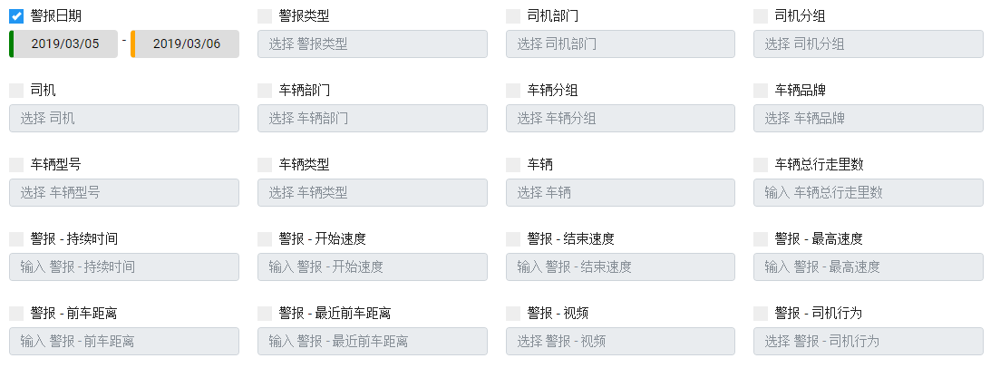 警报日期 警报类型 司机部门 司机分组
2019/03/05 - 2019/03/06 选择 警报类型 选择 司机部门 选择 司机分组
司机 车辆部门 车辆分组 车辆品牌
选择 司机 选择 车辆部门 选择 车辆分组 选择 车辆品牌
车辆型号 车辆类型 车辆 车辆总行走里数
选择 车辆型号 选择 车辆类型 选择 车辆 输入 车辆总行走里数
警报 - 持续时间 警报 - 开始速度 警报 - 结束速度 警报 - 最高速度
输入 警报 - 持续时间 输入 警报 - 开始速度 输入 警报 - 结束速度 输入 警报 - 最高速度
警报 - 前车距离 警报 - 最近前车距离 警报 - 视频 警报 - 司机行为
输入 警报 - 前车距离 输入 警报 - 最近前车距离 选择 警报 - 视频 选择 警报 - 司机行为